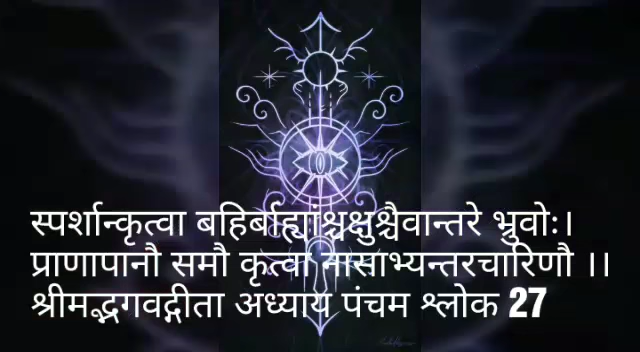 स्पर्शान्कृत्वा बहिर्बाह्यांश्चक्षुश्चैवान्तरे भ्रुवोः।
प्राणापानौ समौ कृत्वा नासाभ्यन्तरचारिणौ ।।
श्रीमद्भगवद्गीता अध्याय पंचम श्लोक 27